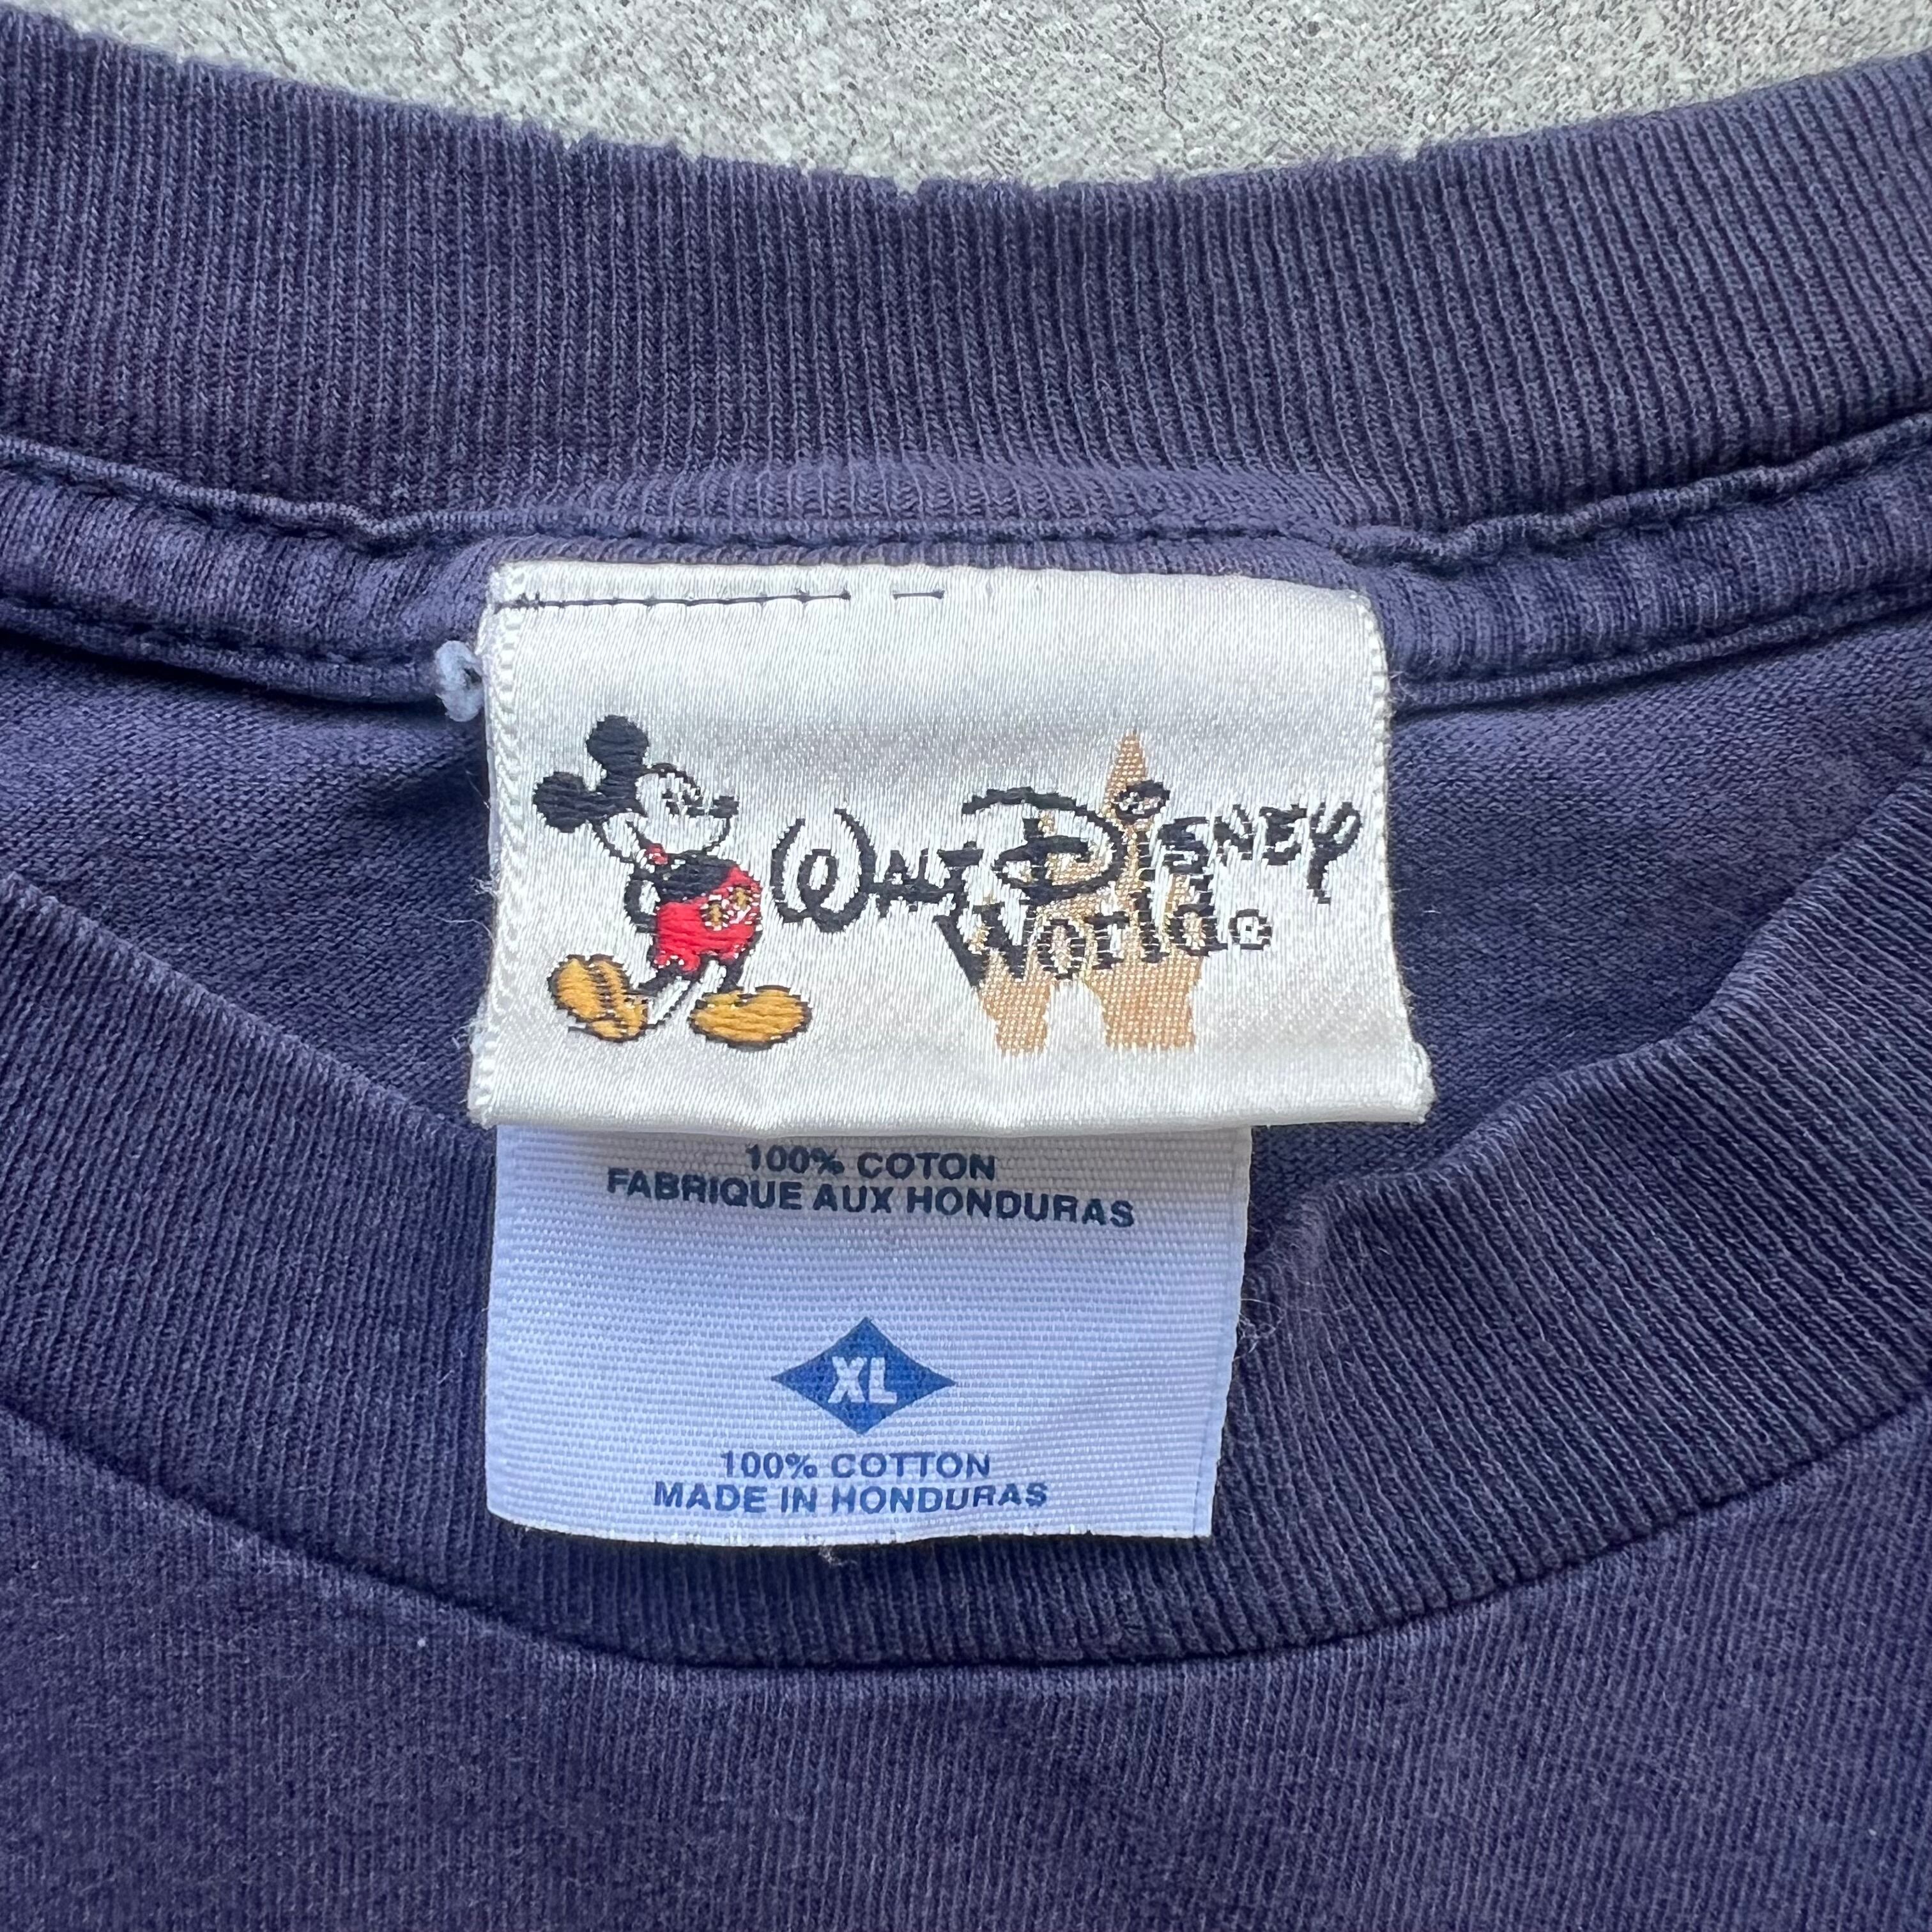 Walt Disney
World®
100% COTON
FABRIQUE AUX HONDURAS
XL
100% COTTON
MADE IN HONDURAS